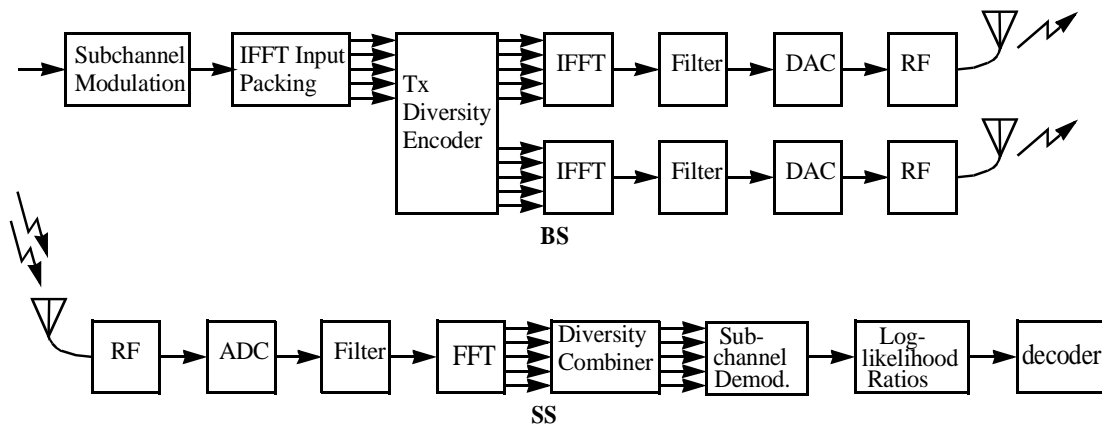 Subchannel
Modulation
IFFT Input
Packing
Tx
Diversity
Encoder
IFFT
Filter
DAC
RF
IFFT
Filter
DAC
RF
BS
RF
ADC
Filter
FFT
Diversity
Combiner
Sub-
channel
Demod.
Log-
likelihood
Ratios
decoder
SS